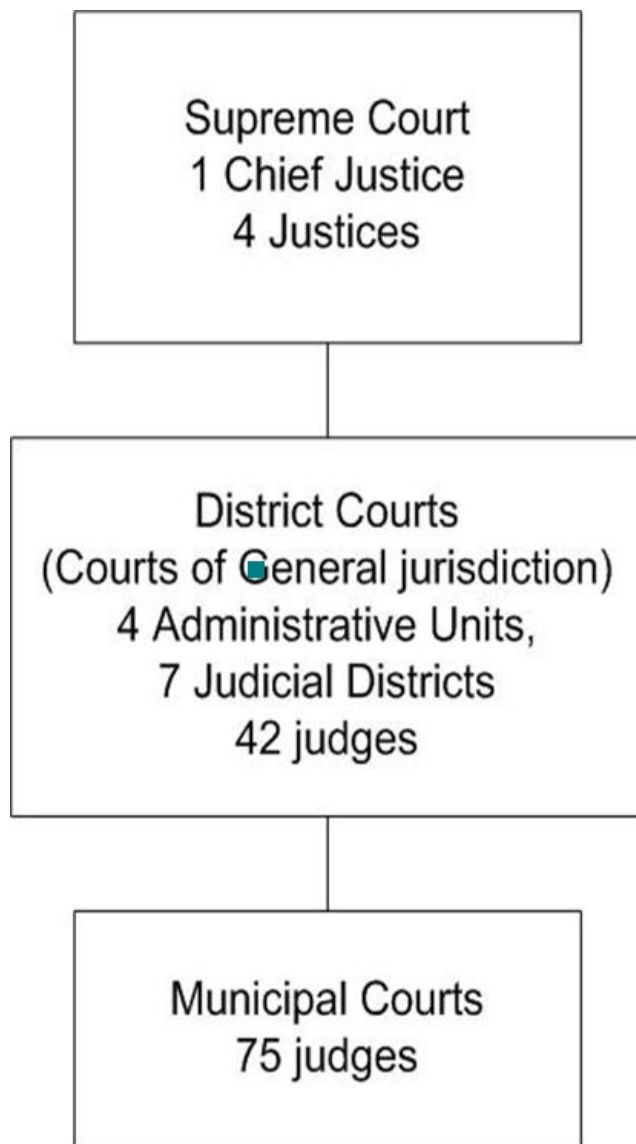 Supreme Court
1 Chief Justice
4 Justices
District Courts
(Courts of General jurisdiction)
4 Administrative Units,
7 Judicial Districts
42 judges
Municipal Courts
75 judges